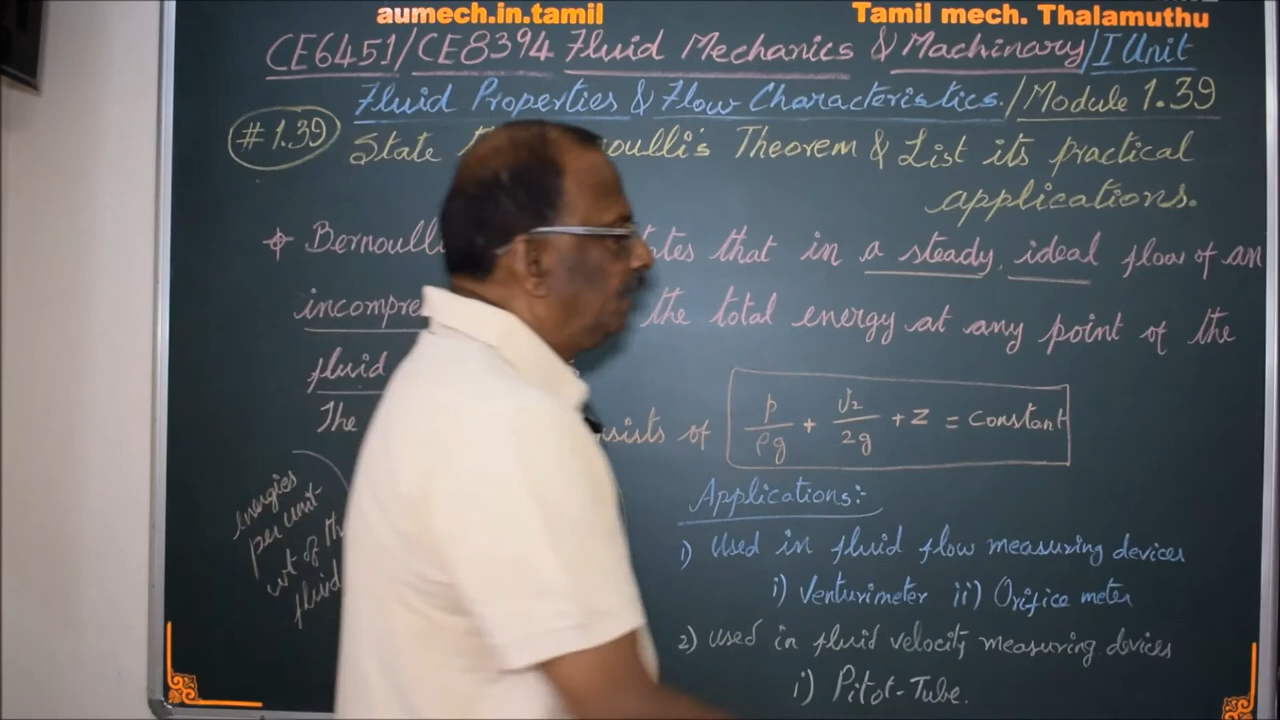 aumech.in.tamil
Tamil mech. Thalamuthu
CE6451/CE8394 Fluid Mechanics & Machinary/I Unit
Fluid Properties & Flow Characteristics./Module 1.39
#1.39 State oulli's Theorem & List its practical
applications.
Bernoulli tes that in a steady, ideal flow of an
incompre the total energy at any point of the
fluid
The sists of p/ρg + v2/2g + Z = Constant
energies
per unit-
wt of th
fluid
Applications:-
1) Used in fluid flow measuring devices
i) Venturimeter ii) Orifice meter
2) used in fluid velocity measuring devices
i) Pitot-Tube.